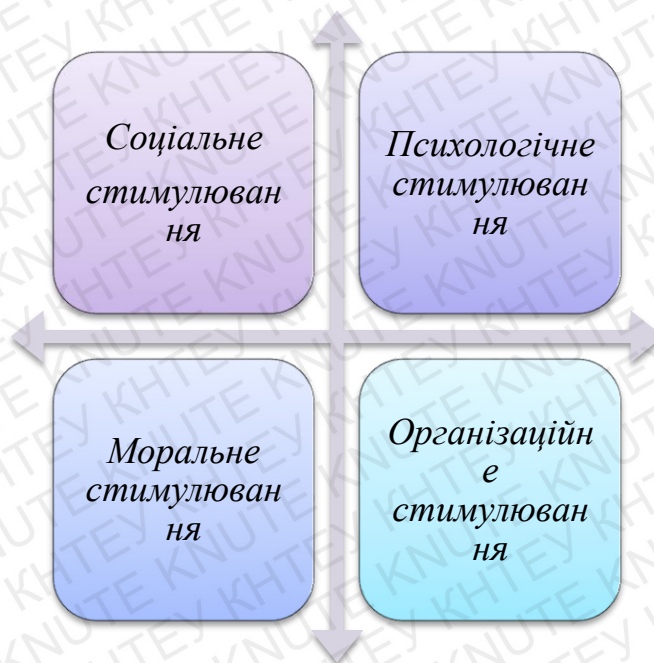 Соціальне
стимулюван
ня
Психологічне
стимулюван
ня
Моральне
стимулюван
ня
Організаційн
е
стимулюван
ня